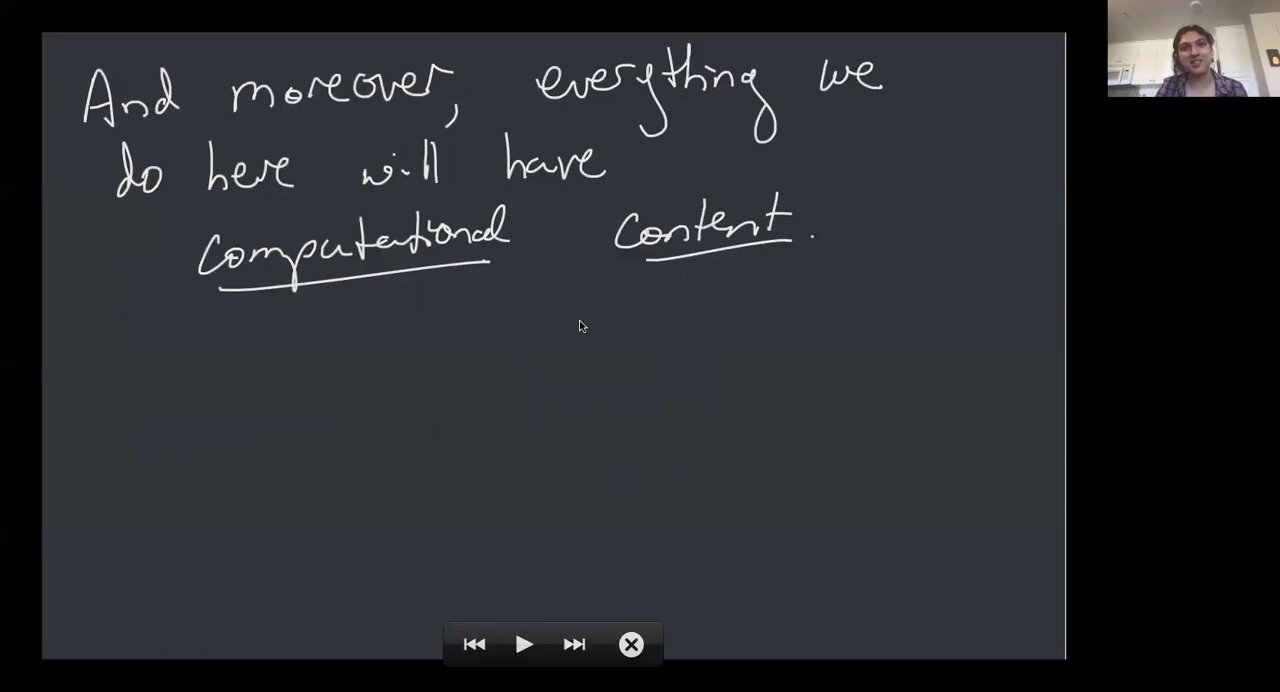 And moreover, everything we
do here will have
computational content.